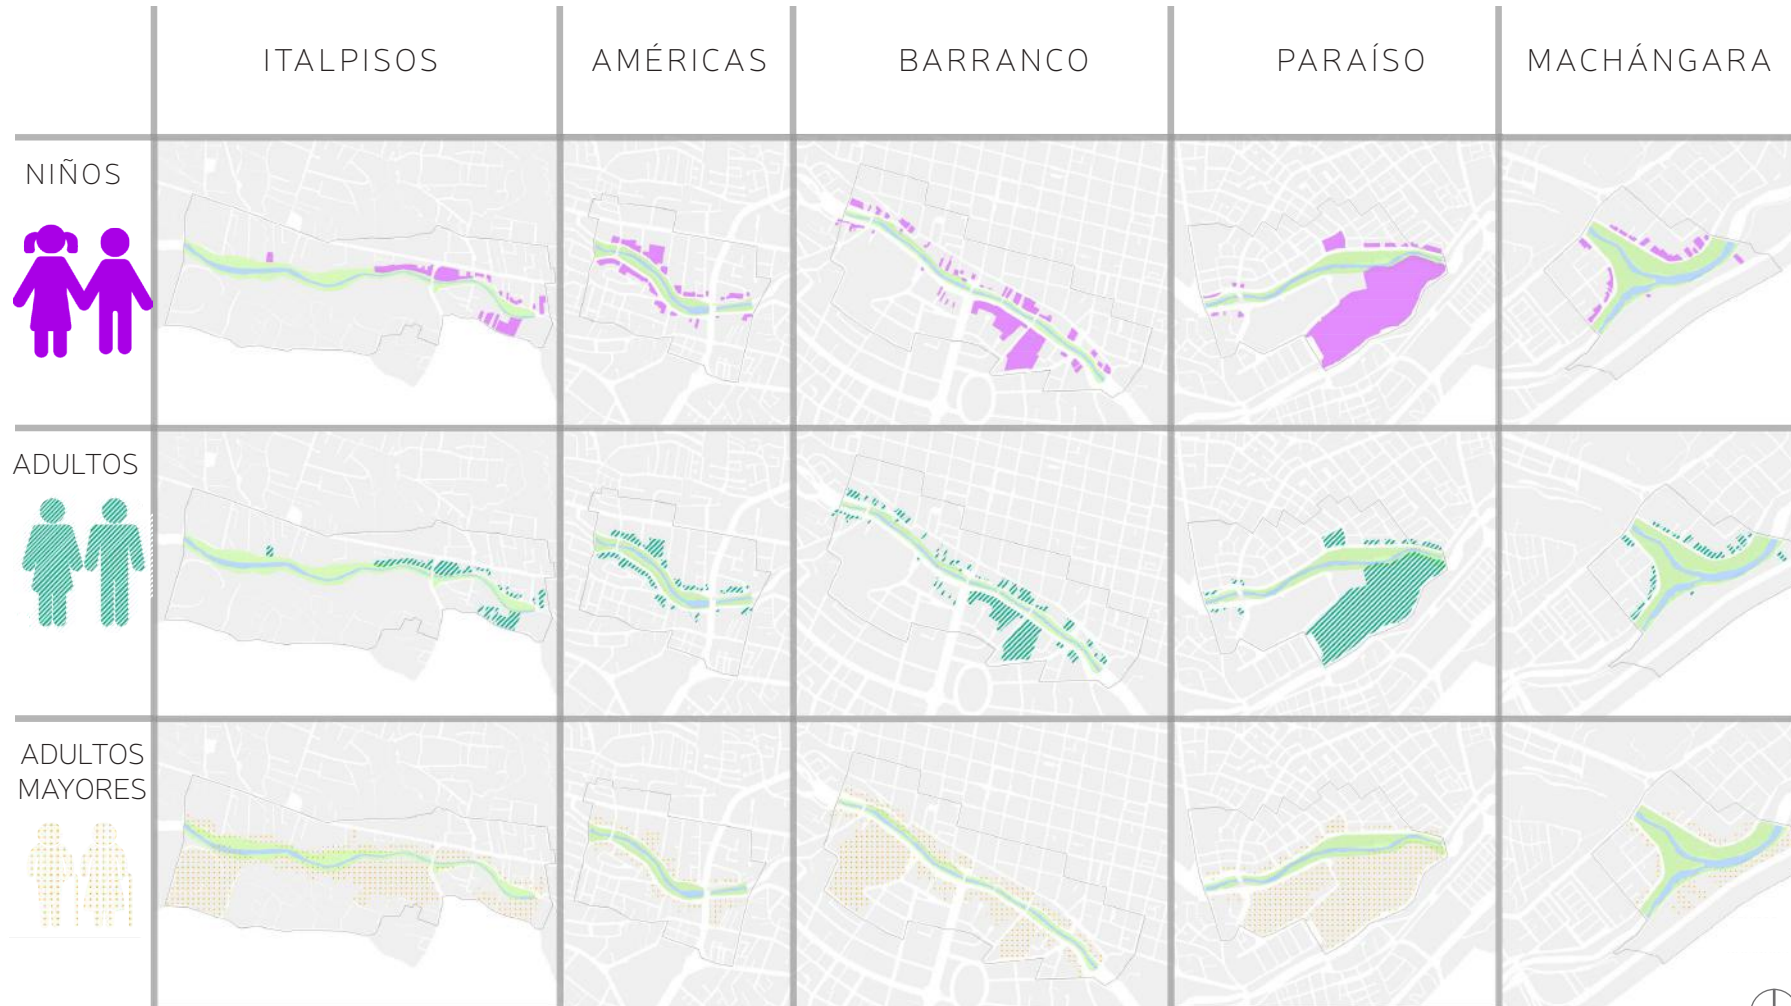 ITALPISOS
AMÉRICAS
BARRANCO
PARAÍSO
MACHÁNGARA
NIÑOS
ADULTOS
ADULTOS
MAYORES